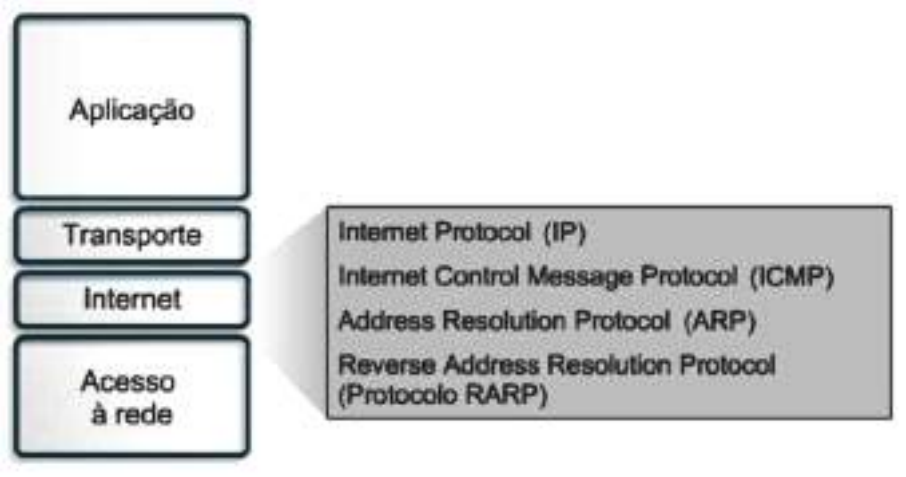 Aplicação
Transporte
Internet
Acesso
à rede
Internet Protocol (IP)
Internet Control Message Protocol (ICMP)
Address Resolution Protocol (ARP)
Reverse Address Resolution Protocol
(Protocolo RARP)